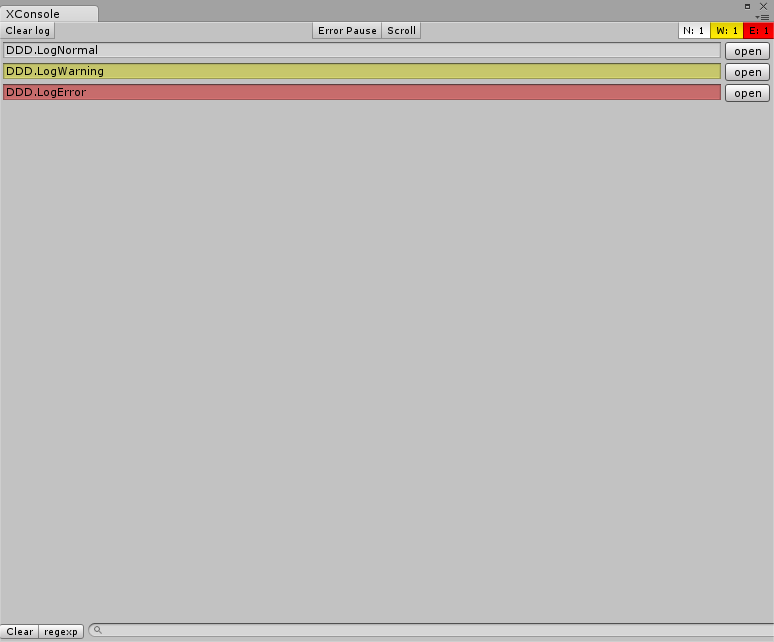 XConsole
Clear log Error Pause Scroll N: 1 W: 1 E: 1
DDD.LogNormal open
DDD.LogWarning open
DDD.LogError open
Clear regexp